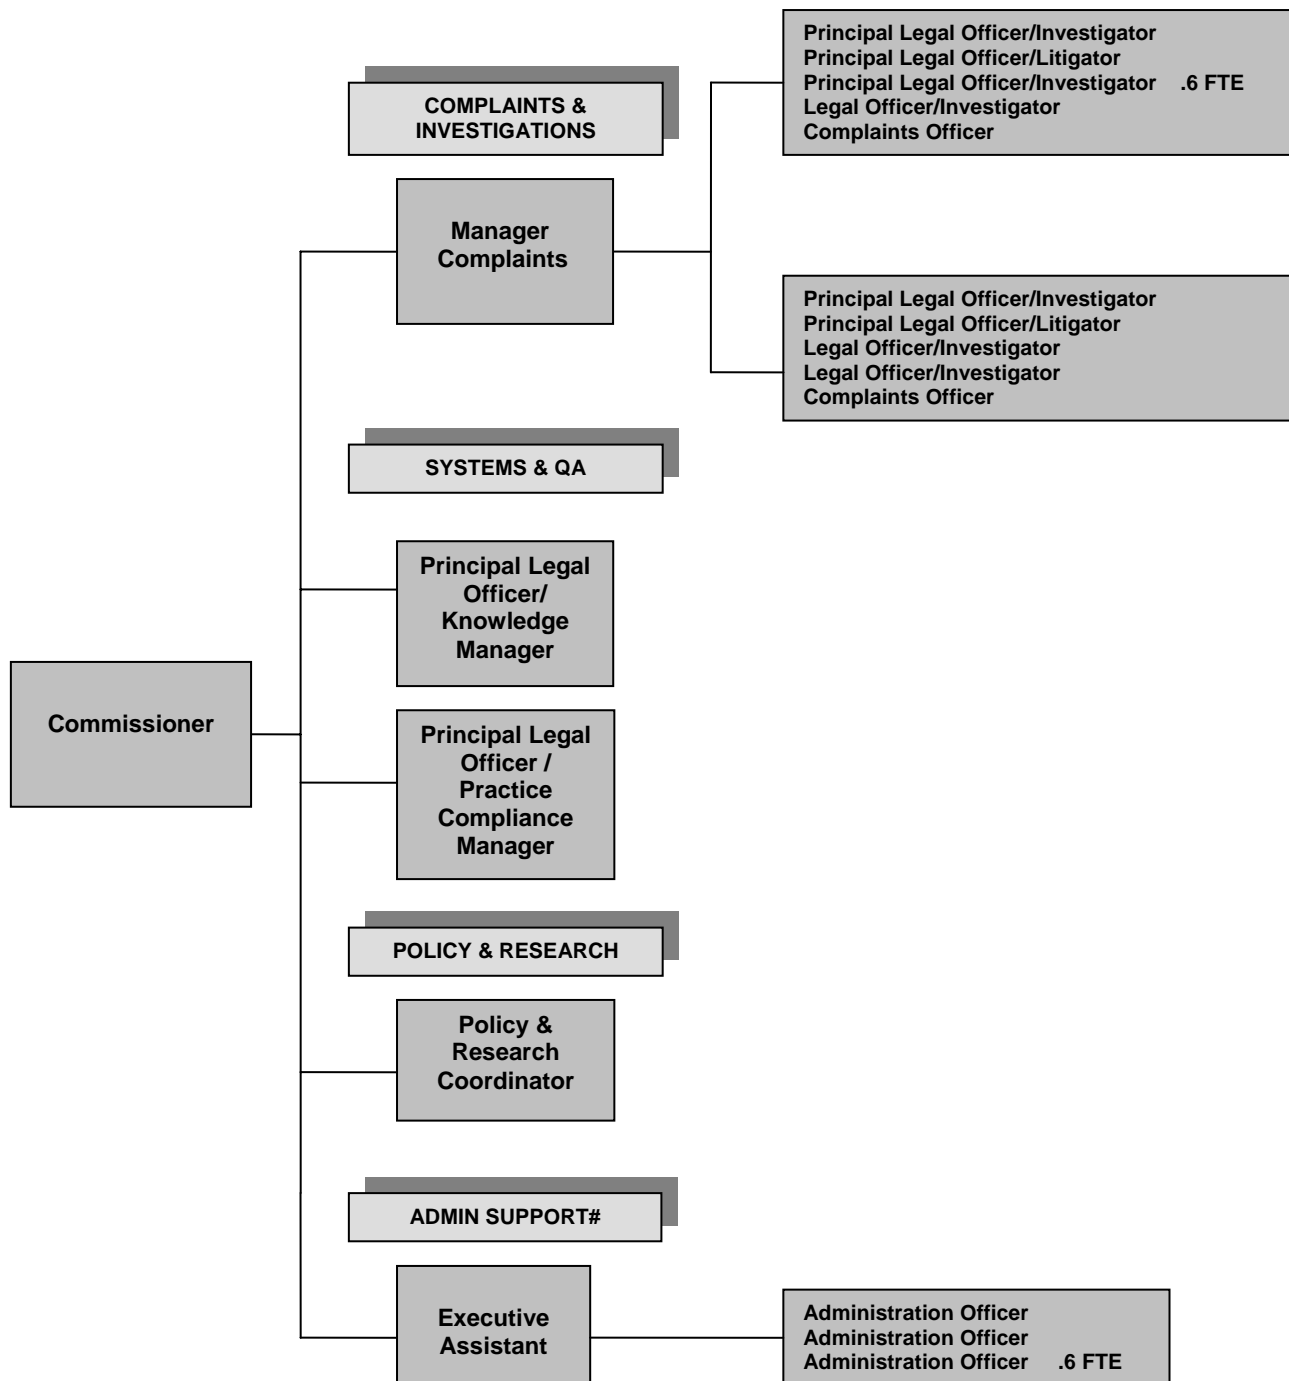 Principal Legal Officer/Investigator
Principal Legal Officer/Litigator
Principal Legal Officer/Investigator .6 FTE
Legal Officer/Investigator
Complaints Officer
COMPLAINTS &
INVESTIGATIONS
Manager
Complaints
Principal Legal Officer/Investigator
Principal Legal Officer/Litigator
Legal Officer/Investigator
Legal Officer/Investigator
Complaints Officer
SYSTEMS & QA
Principal Legal
Officer/
Knowledge
Manager
Commissioner
Principal Legal
Officer /
Practice
Compliance
Manager
POLICY & RESEARCH
Policy &
Research
Coordinator
ADMIN SUPPORT#
Executive
Assistant
Administration Officer
Administration Officer
Administration Officer .6 FTE